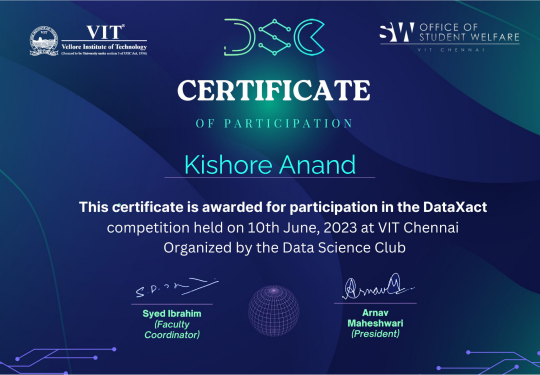 VIT
Vellore Institute of Technology
(Deemed to be University under section 3 of UGC Act, 1956)
DSC
SW OFFICE OF
STUDENT WELFARE
VIT CHENNAI
CERTIFICATE
OF PARTICIPATION
Kishore Anand
This certificate is awarded for participation in the DataXact
competition held on 10th June, 2023 at VIT Chennai
Organized by the Data Science Club
Syed Ibrahim
(Faculty
Coordinator)
Arnav
Maheshwari
(President)